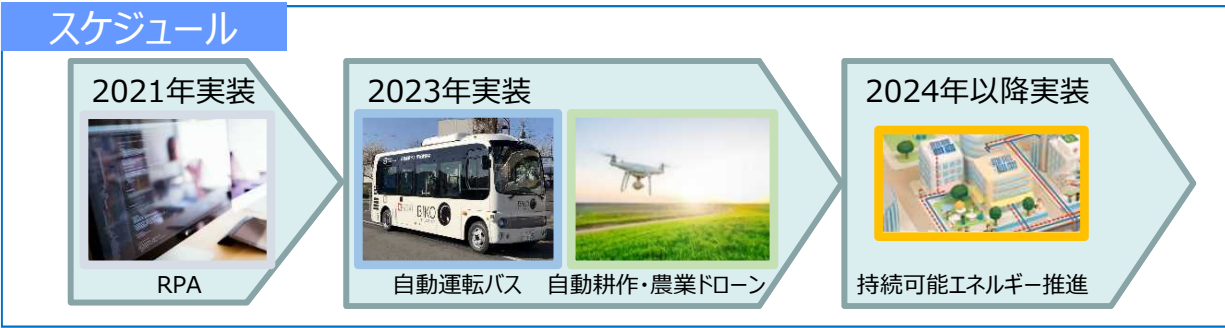 スケジュール
2021年実装
RPA
2023年実装
BIKO
自動運転バス
自動耕作・農業ドローン
2024年以降実装
持続可能エネルギー推進